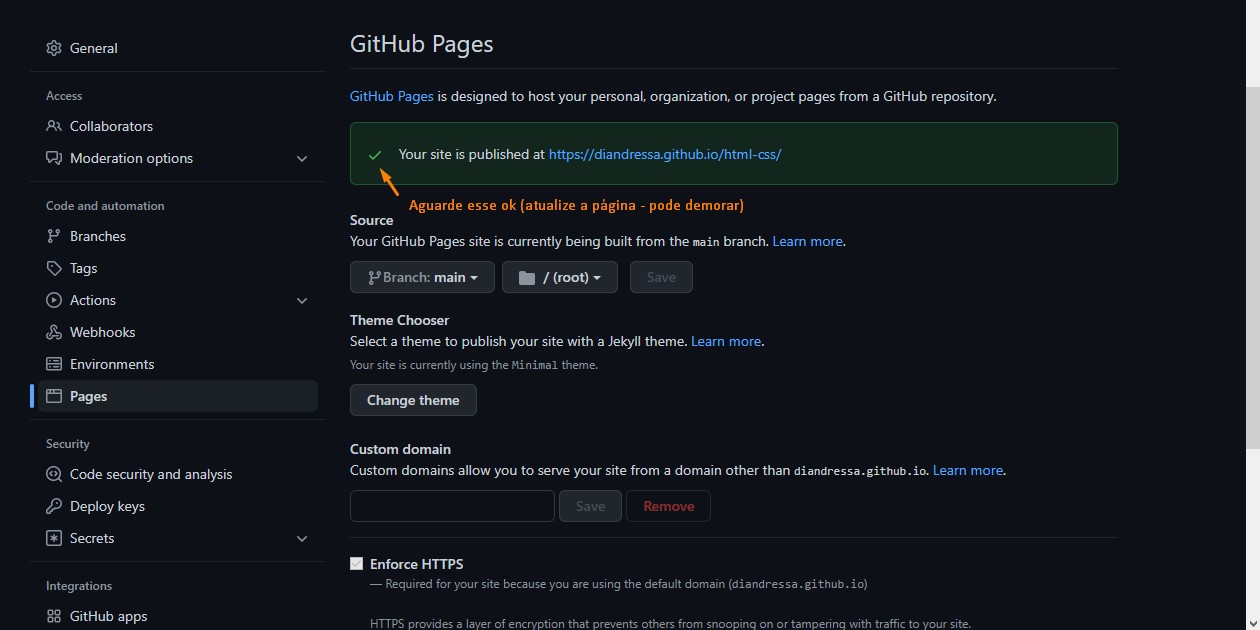 General
Access
Collaborators
Moderation options
Code and automation
Branches
Tags
Actions
Webhooks
Environments
Pages
Security
Code security and analysis
Deploy keys
Secrets
Integrations
GitHub apps
GitHub Pages
GitHub Pages is designed to host your personal, organization, or project pages from a GitHub repository.
Your site is published at https://diandressa.github.io/html-css/
Aguarde esse ok (atualize a página - pode demorar)
Source
Your GitHub Pages site is currently being built from the main branch. Learn more.
Branch: main / (root) Save
Theme Chooser
Select a theme to publish your site with a Jekyll theme. Learn more.
Your site is currently using the Minimal theme.
Change theme
Custom domain
Custom domains allow you to serve your site from a domain other than diandressa.github.io. Learn more.
Save Remove
Enforce HTTPS
— Required for your site because you are using the default domain (diandressa.github.io)
HTTPS provides a layer of encryption that prevents others from snooping on or tampering with traffic to your site.